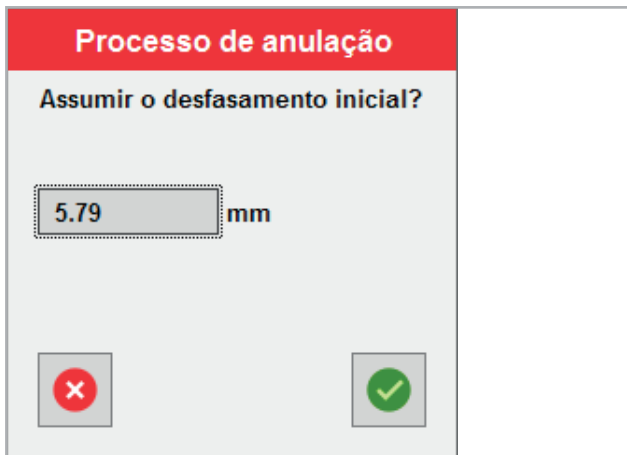 Processo de anulação
Assumir o desfasamento inicial?
5.79 mm